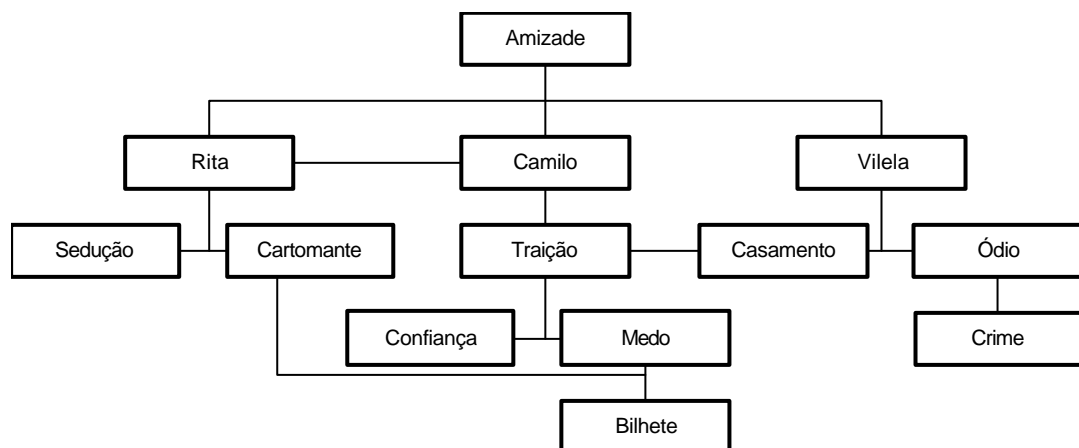 Amizade
Rita
Camilo
Vilela
Sedução
Cartomante
Traição
Casamento
Ódio
Confiança
Medo
Crime
Bilhete